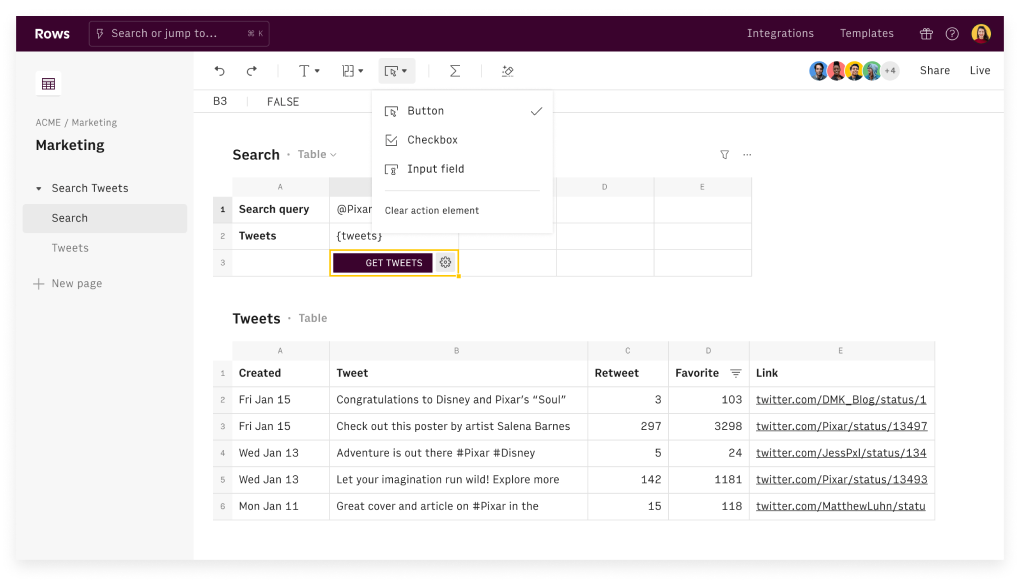 Rows
Search or jump to... ⌘ K
Integrations
Templates
+4
Share
Live
B3 FALSE
ACME / Marketing
Marketing
Search Tweets
Search
Tweets
New page
Button
Checkbox
Input field
Clear action element
Search • Table
A D E
1 Search query @Pixar
2 Tweets {tweets}
3 GET TWEETS
Tweets • Table
A B C D E
1 Created Tweet Retweet Favorite Link
2 Fri Jan 15 Congratulations to Disney and Pixar’s “Soul” 3 103 twitter.com/DMK_Blog/status/1
3 Fri Jan 15 Check out this poster by artist Salena Barnes 297 3298 twitter.com/Pixar/status/13497
4 Wed Jan 13 Adventure is out there #Pixar #Disney 5 24 twitter.com/JessPxl/status/134
5 Wed Jan 13 Let your imagination run wild! Explore more 142 1181 twitter.com/Pixar/status/13493
6 Mon Jan 11 Great cover and article on #Pixar in the 15 118 twitter.com/MatthewLuhn/statu